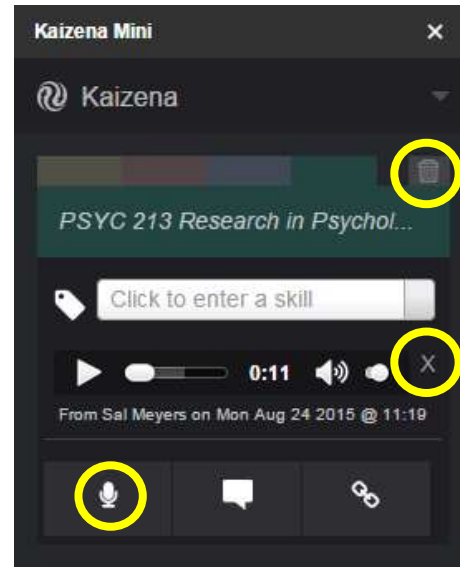 Kaizena Mini ×
Kaizena
PSYC 213 Research in Psychol...
Click to enter a skill
0:11 X
From Sal Meyers on Mon Aug 24 2015 @ 11:19